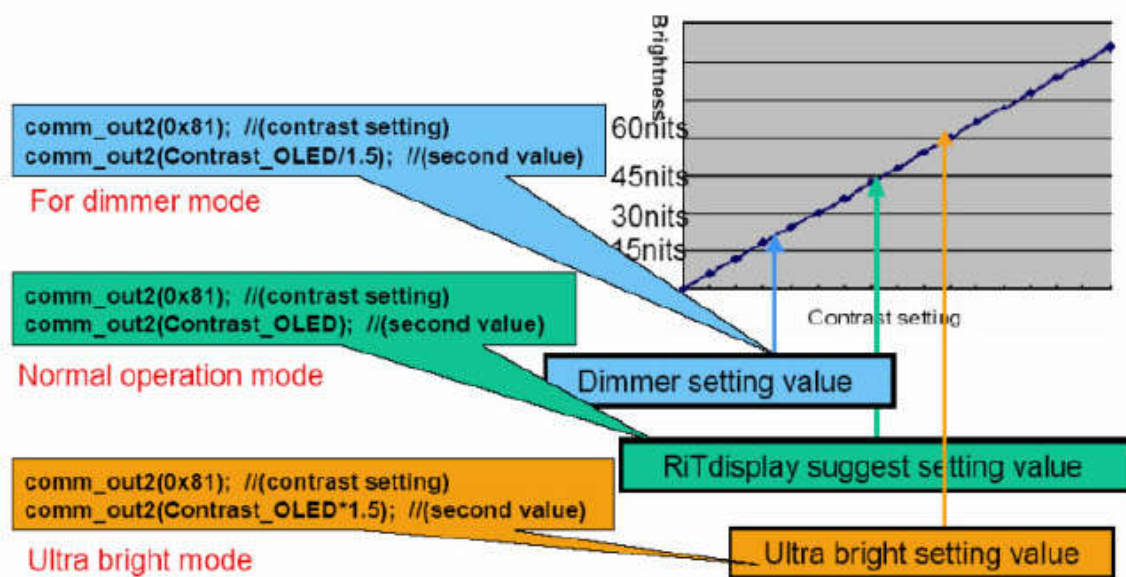 Brightness
60nits
45nits
30nits
15nits
Contrast setting
comm_out2(0x81); //(contrast setting)
comm_out2(Contrast_OLED/1.5); //(second value)
For dimmer mode
comm_out2(0x81); //(contrast setting)
comm_out2(Contrast_OLED); //(second value)
Normal operation mode
comm_out2(0x81); //(contrast setting)
comm_out2(Contrast_OLED*1.5); //(second value)
Ultra bright mode
Dimmer setting value
RiTdisplay suggest setting value
Ultra bright setting value